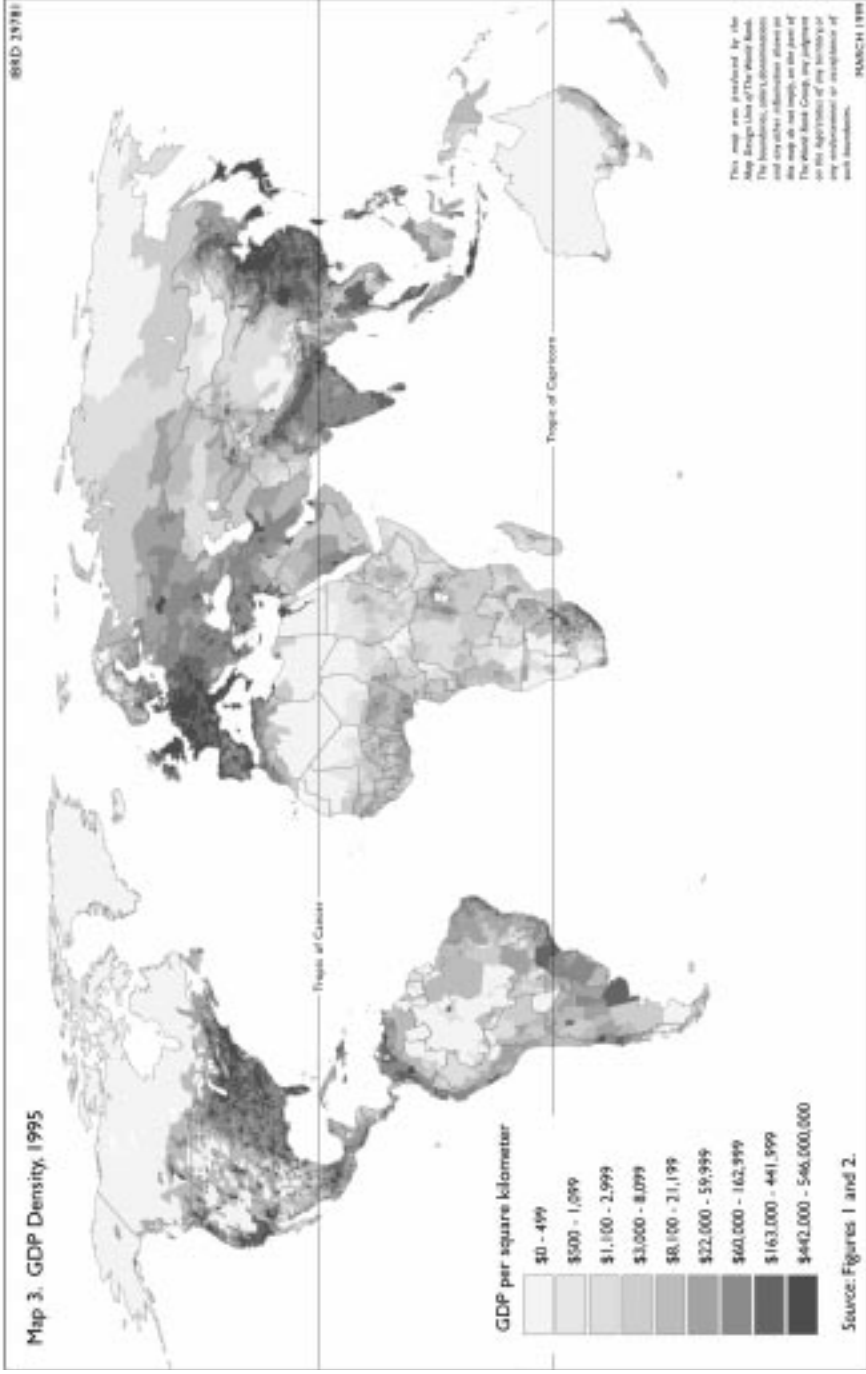 IBRD 29781
Map 3. GDP Density, 1995
Tropic of Cancer
Tropic of Capricorn
GDP per square kilometer
$0 - 499
$500 - 1,099
$1,100 - 2,999
$3,000 - 8,099
$8,100 - 21,199
$22,000 - 59,999
$60,000 - 162,999
$163,000 - 441,999
$442,000 - 546,000,000
Source: Figures 1 and 2.
This map was produced by the
Map Design Unit of The World Bank.
The boundaries, colors, denominations
and any other information shown on
this map do not imply, on the part of
The World Bank Group, any judgment
on the legal status of any territory, or
any endorsement or acceptance of
such boundaries.
MARCH 1999